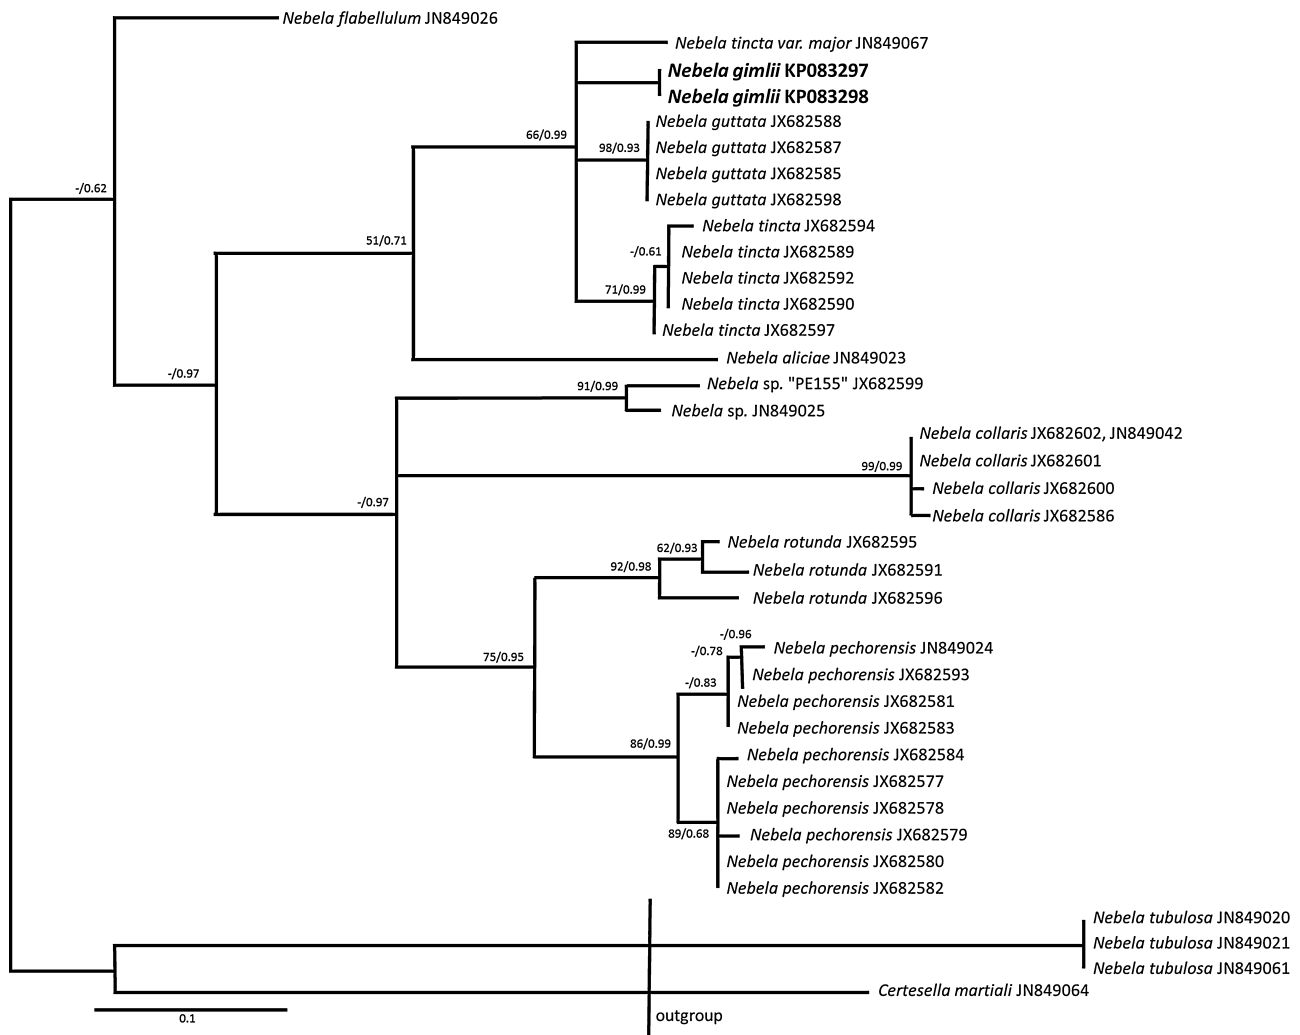 Nebela flabellulum JN849026
Nebela tincta var. major JN849067
Nebela gimlii KP083297
Nebela gimlii KP083298
Nebela guttata JX682588
66/0.99
98/0.93
Nebela guttata JX682587
Nebela guttata JX682585
-/0.62
Nebela guttata JX682598
Nebela tincta JX682594
51/0.71
-/0.61
Nebela tincta JX682589
Nebela tincta JX682592
71/0.99
Nebela tincta JX682590
Nebela tincta JX682597
Nebela aliciae JN849023
-/0.97
91/0.99
Nebela sp. "PE155" JX682599
Nebela sp. JN849025
Nebela collaris JX682602, JN849042
Nebela collaris JX682601
99/0.99
Nebela collaris JX682600
-/0.97
Nebela collaris JX682586
Nebela rotunda JX682595
62/0.93
92/0.98
Nebela rotunda JX682591
Nebela rotunda JX682596
-/0.96
Nebela pechorensis JN849024
-/0.78
75/0.95
Nebela pechorensis JX682593
-/0.83
Nebela pechorensis JX682581
Nebela pechorensis JX682583
86/0.99
Nebela pechorensis JX682584
Nebela pechorensis JX682577
Nebela pechorensis JX682578
89/0.68
Nebela pechorensis JX682579
Nebela pechorensis JX682580
Nebela pechorensis JX682582
Nebela tubulosa JN849020
Nebela tubulosa JN849021
Nebela tubulosa JN849061
Certesella martiali JN849064
0.1
outgroup